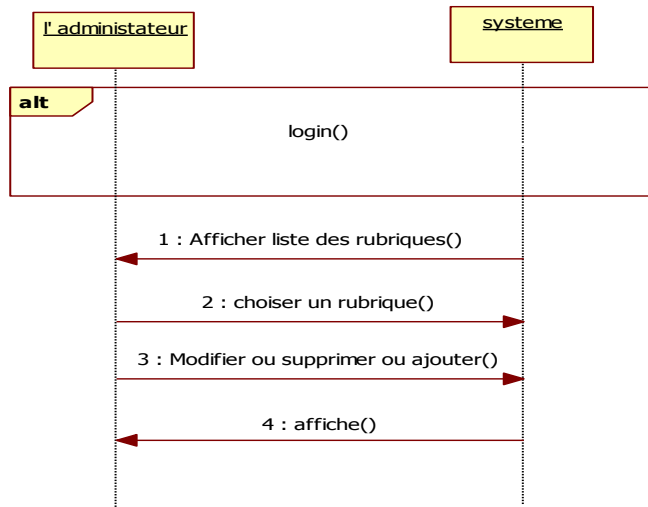 l' administateur
systeme
alt
login()
1 : Afficher liste des rubriques()
2 : choiser un rubrique()
3 : Modifier ou supprimer ou ajouter()
4 : affiche()